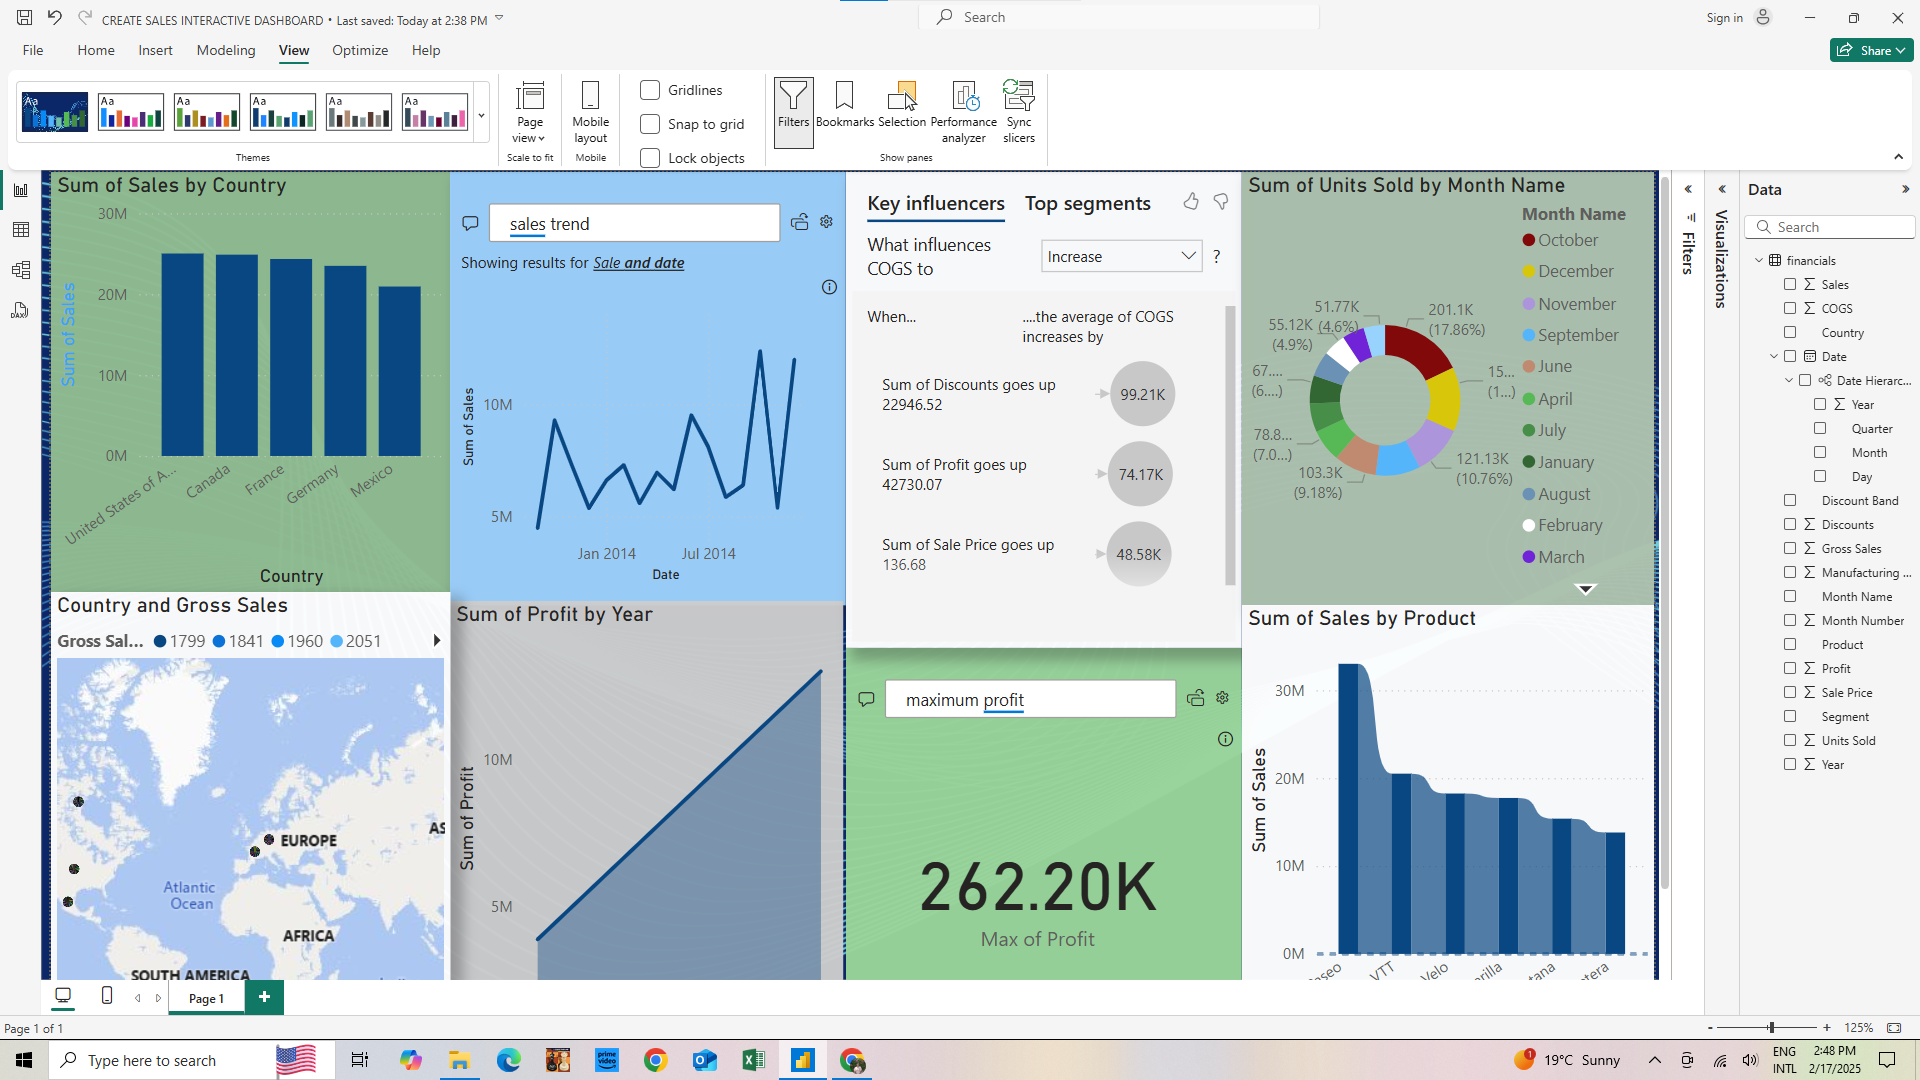 CREATE SALES INTERACTIVE DASHBOARD • Last saved: Today at 2:38 PM
Search
Sign in
File
Home
Insert
Modeling
View
Optimize
Help
Share
Aa
Aa
Aa
Aa
Aa
Aa
Themes
Page
view
Scale to fit
Mobile
layout
Mobile
Gridlines
Snap to grid
Lock objects
Filters
Bookmarks
Selection
Performance
analyzer
Sync
slicers
Show panes
Sum of Sales by Country
30M
20M
10M
0M
Sum of Sales
United States of A...
Canada
France
Germany
Mexico
Country
sales trend
Showing results for Sale and date
10M
5M
Sum of Sales
Jan 2014
Jul 2014
Date
Key influencers
Top segments
What influences
COGS to
Increase
?
When...
....the average of COGS
increases by
Sum of Discounts goes up
22946.52
99.21K
Sum of Profit goes up
42730.07
74.17K
Sum of Sale Price goes up
136.68
48.58K
Sum of Units Sold by Month Name
Month Name
October
December
November
September
June
April
July
January
August
February
March
201.1K
(17.86%)
15...
(1...)
121.13K
(10.76%)
103.3K
(9.18%)
78.8...
(7.0...)
67....
(6....)
55.12K
(4.9%)
51.77K
(4.6%)
Country and Gross Sales
Gross Sal...
1799
1841
1960
2051
EUROPE
AS
Atlantic
Ocean
AFRICA
SOUTH AMERICA
Sum of Profit by Year
10M
5M
Sum of Profit
maximum profit
262.20K
Max of Profit
Sum of Sales by Product
30M
20M
10M
0M
Sum of Sales
aseo
VTT
Velo
rilla
tana
tera
Filters
Visualizations
Data
Search
financials
Sales
COGS
Country
Date
Date Hierarc...
Year
Quarter
Month
Day
Discount Band
Discounts
Gross Sales
Manufacturing ...
Month Name
Month Number
Product
Profit
Sale Price
Segment
Units Sold
Year
Page 1
Page 1 of 1
125%
Type here to search
prime
video
1
19°C Sunny
ENG
INTL
2:48 PM
2/17/2025